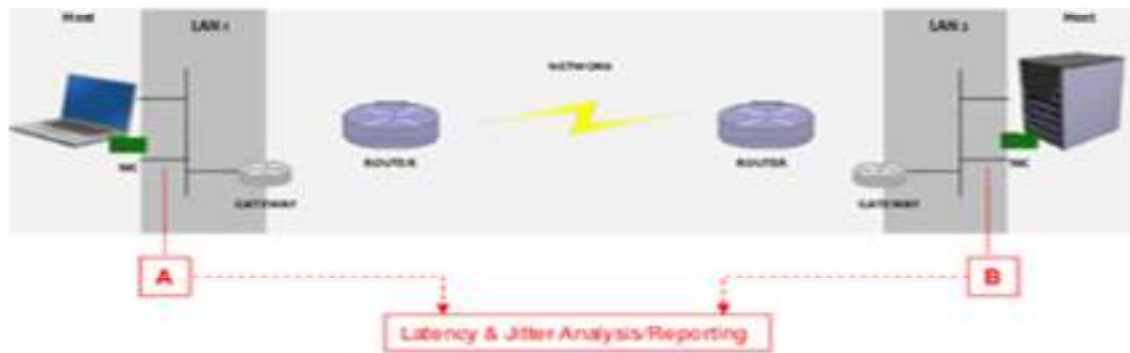 Host
LAN 1
LAN 2
Host
NETWORK
ROUTER
ROUTER
NIC
NIC
GATEWAY
GATEWAY
A
B
Latency & Jitter Analysis/Reporting